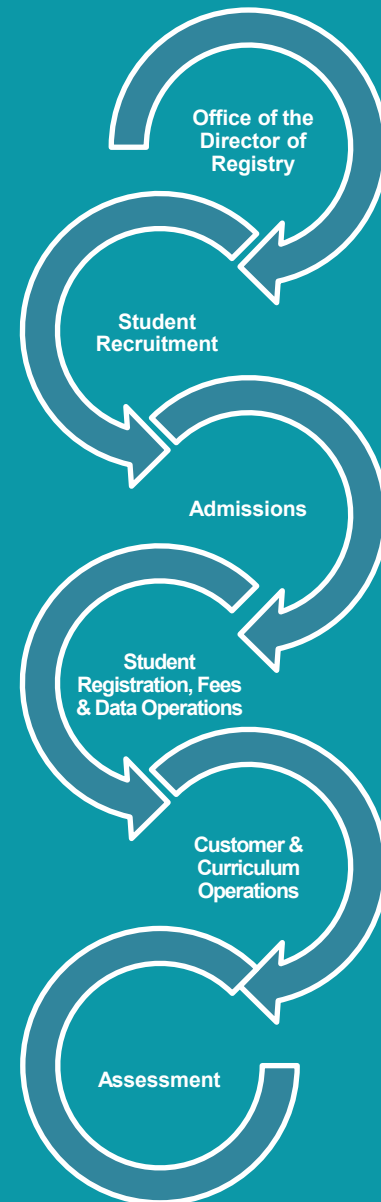 Office of the
Director of
Registry
Student
Recruitment
Admissions
Student
Registration, Fees
& Data Operations
Customer &
Curriculum
Operations
Assessment